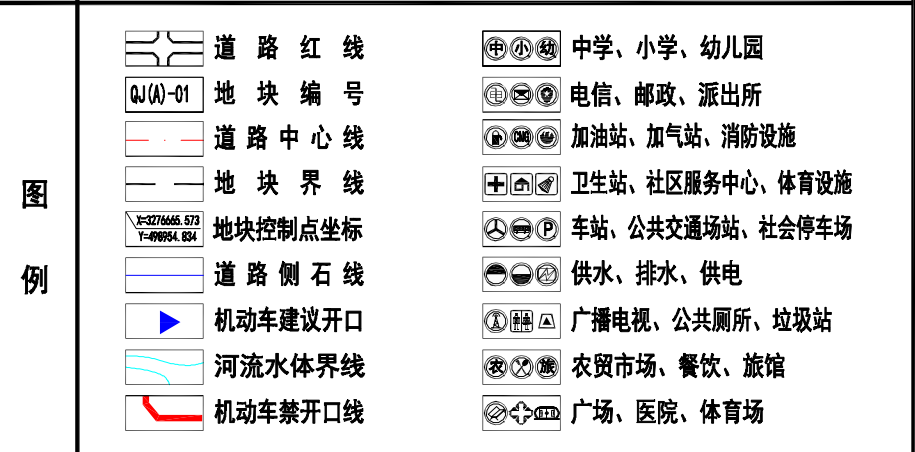 图例
道路红线
QJ(A)-01 地块编号
道路中心线
地块界线
X=3276665.573
Y=498954.834
地块控制点坐标
道路侧石线
机动车建议开口
河流水体界线
机动车禁开口线
中小幼 中学、小学、幼儿园
电信、邮政、派出所
CNG 加油站、加气站、消防设施
卫生站、社区服务中心、体育设施
P 车站、公共交通场站、社会停车场
供水、排水、供电
广播电视、公共厕所、垃圾站
农 旅 农贸市场、餐饮、旅馆
广场、医院、体育场